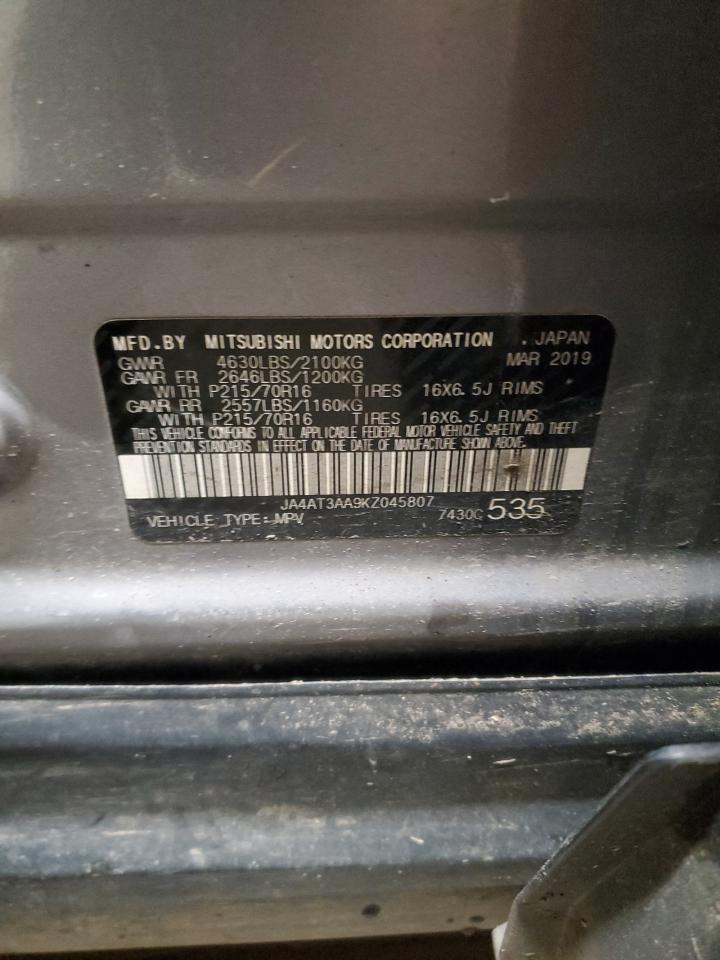 MFD.BY MITSUBISHI MOTORS CORPORATION . JAPAN
GVWR 4630LBS/2100KG MAR 2019
GAWR FR 2646LBS/1200KG
WITH P215/70R16 TIRES 16X6.5J RIMS
GAWR RR 2557LBS/1160KG
WITH P215/70R16 TIRES 16X6.5J RIMS
THIS VEHICLE CONFORMS TO ALL APPLICABLE FEDERAL MOTOR VEHICLE SAFETY AND THEFT
PREVENTION STANDARDS IN EFFECT ON THE DATE OF MANUFACTURE SHOWN ABOVE.
JA4AT3AA9KZ045807
VEHICLE TYPE: MPV 7430C 535